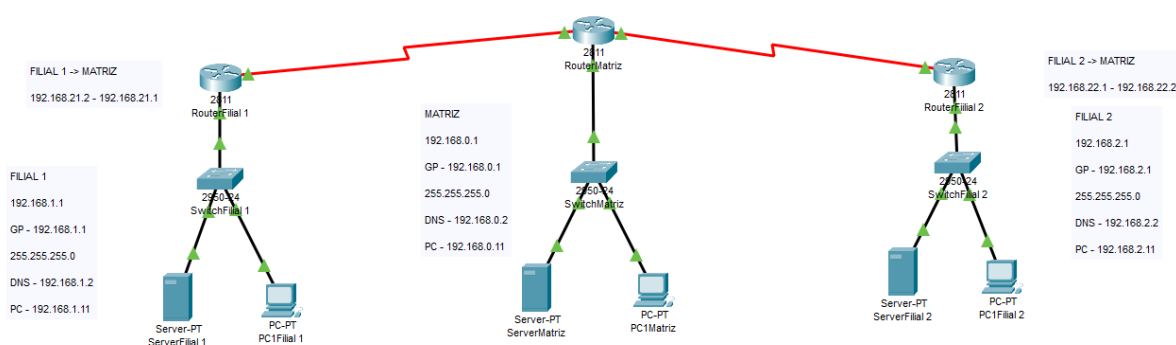 2811
RouterMatriz
FILIAL 1 -> MATRIZ
192.168.21.2 - 192.168.21.1
2811
RouterFilial 1
FILIAL 2 -> MATRIZ
192.168.22.1 - 192.168.22.2
2811
RouterFilial 2
MATRIZ
192.168.0.1
GP - 192.168.0.1
255.255.255.0
DNS - 192.168.0.2
PC - 192.168.0.11
FILIAL 2
192.168.2.1
GP - 192.168.2.1
255.255.255.0
DNS - 192.168.2.2
PC - 192.168.2.11
FILIAL 1
192.168.1.1
GP - 192.168.1.1
255.255.255.0
DNS - 192.168.1.2
PC - 192.168.1.11
2950-24
SwitchFilial 1
2950-24
SwitchMatriz
2950-24
SwitchFilial 2
Server-PT
ServerFilial 1
PC-PT
PC1Filial 1
Server-PT
ServerMatriz
PC-PT
PC1Matriz
Server-PT
ServerFilial 2
PC-PT
PC1Filial 2